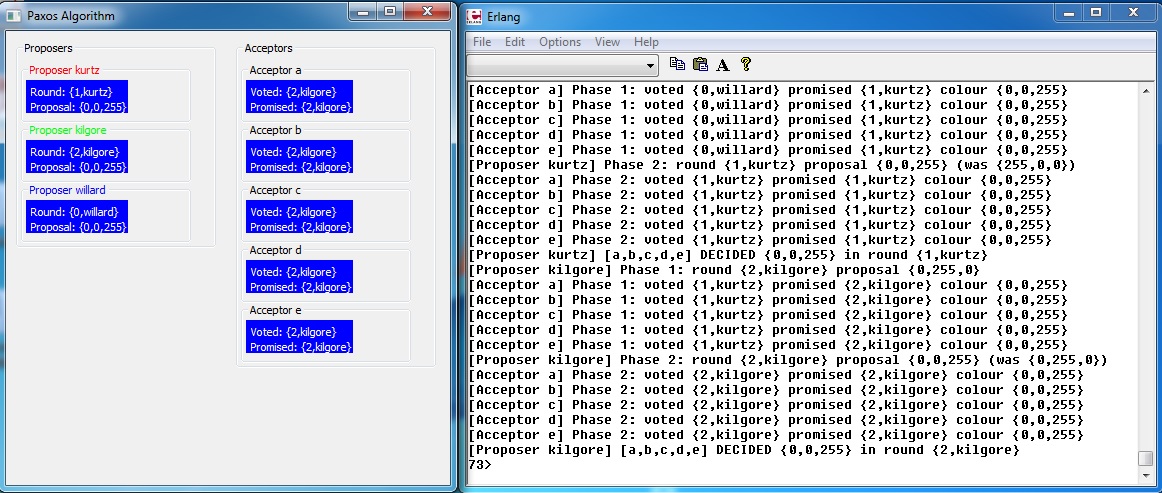 Paxos Algorithm
Proposers
Proposer kurtz
Round: {1,kurtz}
Proposal: {0,0,255}
Proposer kilgore
Round: {2,kilgore}
Proposal: {0,0,255}
Proposer willard
Round: {0,willard}
Proposal: {0,0,255}
Acceptors
Acceptor a
Voted: {2,kilgore}
Promised: {2,kilgore}
Acceptor b
Voted: {2,kilgore}
Promised: {2,kilgore}
Acceptor c
Voted: {2,kilgore}
Promised: {2,kilgore}
Acceptor d
Voted: {2,kilgore}
Promised: {2,kilgore}
Acceptor e
Voted: {2,kilgore}
Promised: {2,kilgore}
Erlang
File Edit Options View Help
[Acceptor a] Phase 1: voted {0,willard} promised {1,kurtz} colour {0,0,255}
[Acceptor b] Phase 1: voted {0,willard} promised {1,kurtz} colour {0,0,255}
[Acceptor c] Phase 1: voted {0,willard} promised {1,kurtz} colour {0,0,255}
[Acceptor d] Phase 1: voted {0,willard} promised {1,kurtz} colour {0,0,255}
[Acceptor e] Phase 1: voted {0,willard} promised {1,kurtz} colour {0,0,255}
[Proposer kurtz] Phase 2: round {1,kurtz} proposal {0,0,255} (was {255,0,0})
[Acceptor a] Phase 2: voted {1,kurtz} promised {1,kurtz} colour {0,0,255}
[Acceptor b] Phase 2: voted {1,kurtz} promised {1,kurtz} colour {0,0,255}
[Acceptor c] Phase 2: voted {1,kurtz} promised {1,kurtz} colour {0,0,255}
[Acceptor d] Phase 2: voted {1,kurtz} promised {1,kurtz} colour {0,0,255}
[Acceptor e] Phase 2: voted {1,kurtz} promised {1,kurtz} colour {0,0,255}
[Proposer kurtz] [a,b,c,d,e] DECIDED {0,0,255} in round {1,kurtz}
[Proposer kilgore] Phase 1: round {2,kilgore} proposal {0,255,0}
[Acceptor a] Phase 1: voted {1,kurtz} promised {2,kilgore} colour {0,0,255}
[Acceptor b] Phase 1: voted {1,kurtz} promised {2,kilgore} colour {0,0,255}
[Acceptor c] Phase 1: voted {1,kurtz} promised {2,kilgore} colour {0,0,255}
[Acceptor d] Phase 1: voted {1,kurtz} promised {2,kilgore} colour {0,0,255}
[Acceptor e] Phase 1: voted {1,kurtz} promised {2,kilgore} colour {0,0,255}
[Proposer kilgore] Phase 2: round {2,kilgore} proposal {0,0,255} (was {0,255,0})
[Acceptor a] Phase 2: voted {2,kilgore} promised {2,kilgore} colour {0,0,255}
[Acceptor b] Phase 2: voted {2,kilgore} promised {2,kilgore} colour {0,0,255}
[Acceptor c] Phase 2: voted {2,kilgore} promised {2,kilgore} colour {0,0,255}
[Acceptor d] Phase 2: voted {2,kilgore} promised {2,kilgore} colour {0,0,255}
[Acceptor e] Phase 2: voted {2,kilgore} promised {2,kilgore} colour {0,0,255}
[Proposer kilgore] [a,b,c,d,e] DECIDED {0,0,255} in round {2,kilgore}
73>